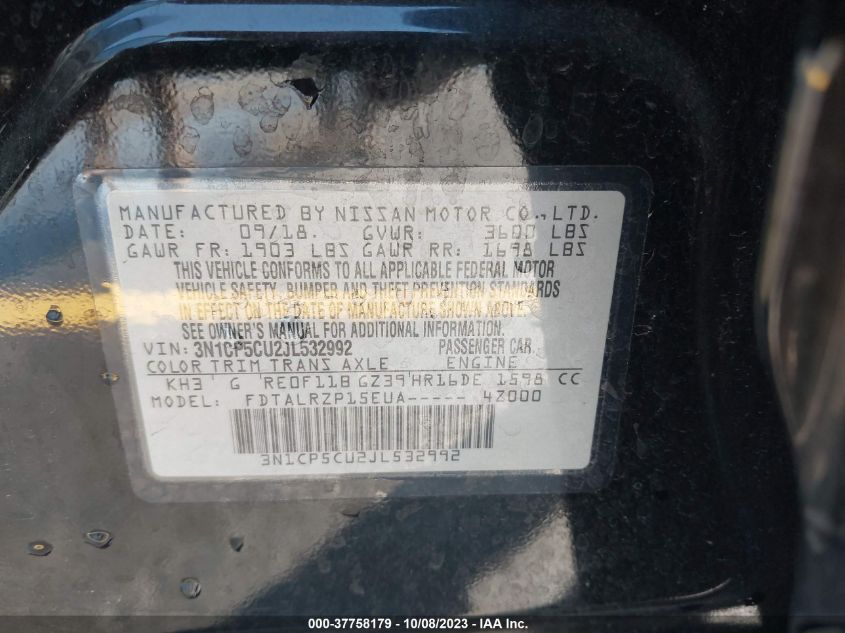 MANUFACTURED BY NISSAN MOTOR CO., LTD.
DATE: 09/18. GVWR: 3600 LBS
GAWR FR: 1903 LBS GAWR RR: 1698 LBS
THIS VEHICLE CONFORMS TO ALL APPLICABLE FEDERAL MOTOR
VEHICLE SAFETY, BUMPER AND THEFT PREVENTION STANDARDS
IN EFFECT ON THE DATE OF MANUFACTURE SHOWN ABOVE.
SEE OWNER'S MANUAL FOR ADDITIONAL INFORMATION.
VIN: 3N1CP5CU2JL532992 PASSENGER CAR.
COLOR TRIM TRANS AXLE ENGINE
KH3 G RE0F11B GZ39 HR16DE 1598 CC
MODEL: FDTALRZP15EUA----- 4Z000
3N1CP5CU2JL532992
000-37758179 - 10/08/2023 - IAA Inc.